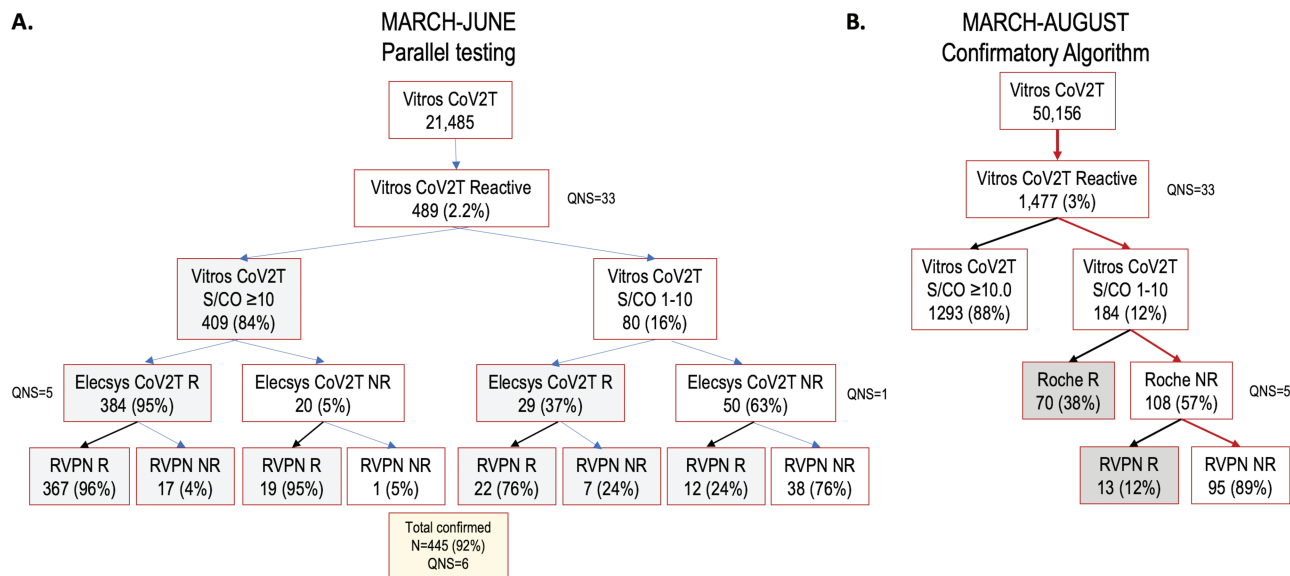 A.
MARCH-JUNE
Parallel testing
Vitros CoV2T
21,485
Vitros CoV2T Reactive
489 (2.2%)
QNS=33
Vitros CoV2T
S/CO ≥10
409 (84%)
Vitros CoV2T
S/CO 1-10
80 (16%)
QNS=5
Elecsys CoV2T R
384 (95%)
Elecsys CoV2T NR
20 (5%)
Elecsys CoV2T R
29 (37%)
Elecsys CoV2T NR
50 (63%)
QNS=1
RVPN R
367 (96%)
RVPN NR
17 (4%)
RVPN R
19 (95%)
RVPN NR
1 (5%)
RVPN R
22 (76%)
RVPN NR
7 (24%)
RVPN R
12 (24%)
RVPN NR
38 (76%)
Total confirmed
N=445 (92%)
QNS=6
B.
MARCH-AUGUST
Confirmatory Algorithm
Vitros CoV2T
50,156
Vitros CoV2T Reactive
1,477 (3%)
QNS=33
Vitros CoV2T
S/CO ≥10.0
1293 (88%)
Vitros CoV2T
S/CO 1-10
184 (12%)
Roche R
70 (38%)
Roche NR
108 (57%)
QNS=5
RVPN R
13 (12%)
RVPN NR
95 (89%)